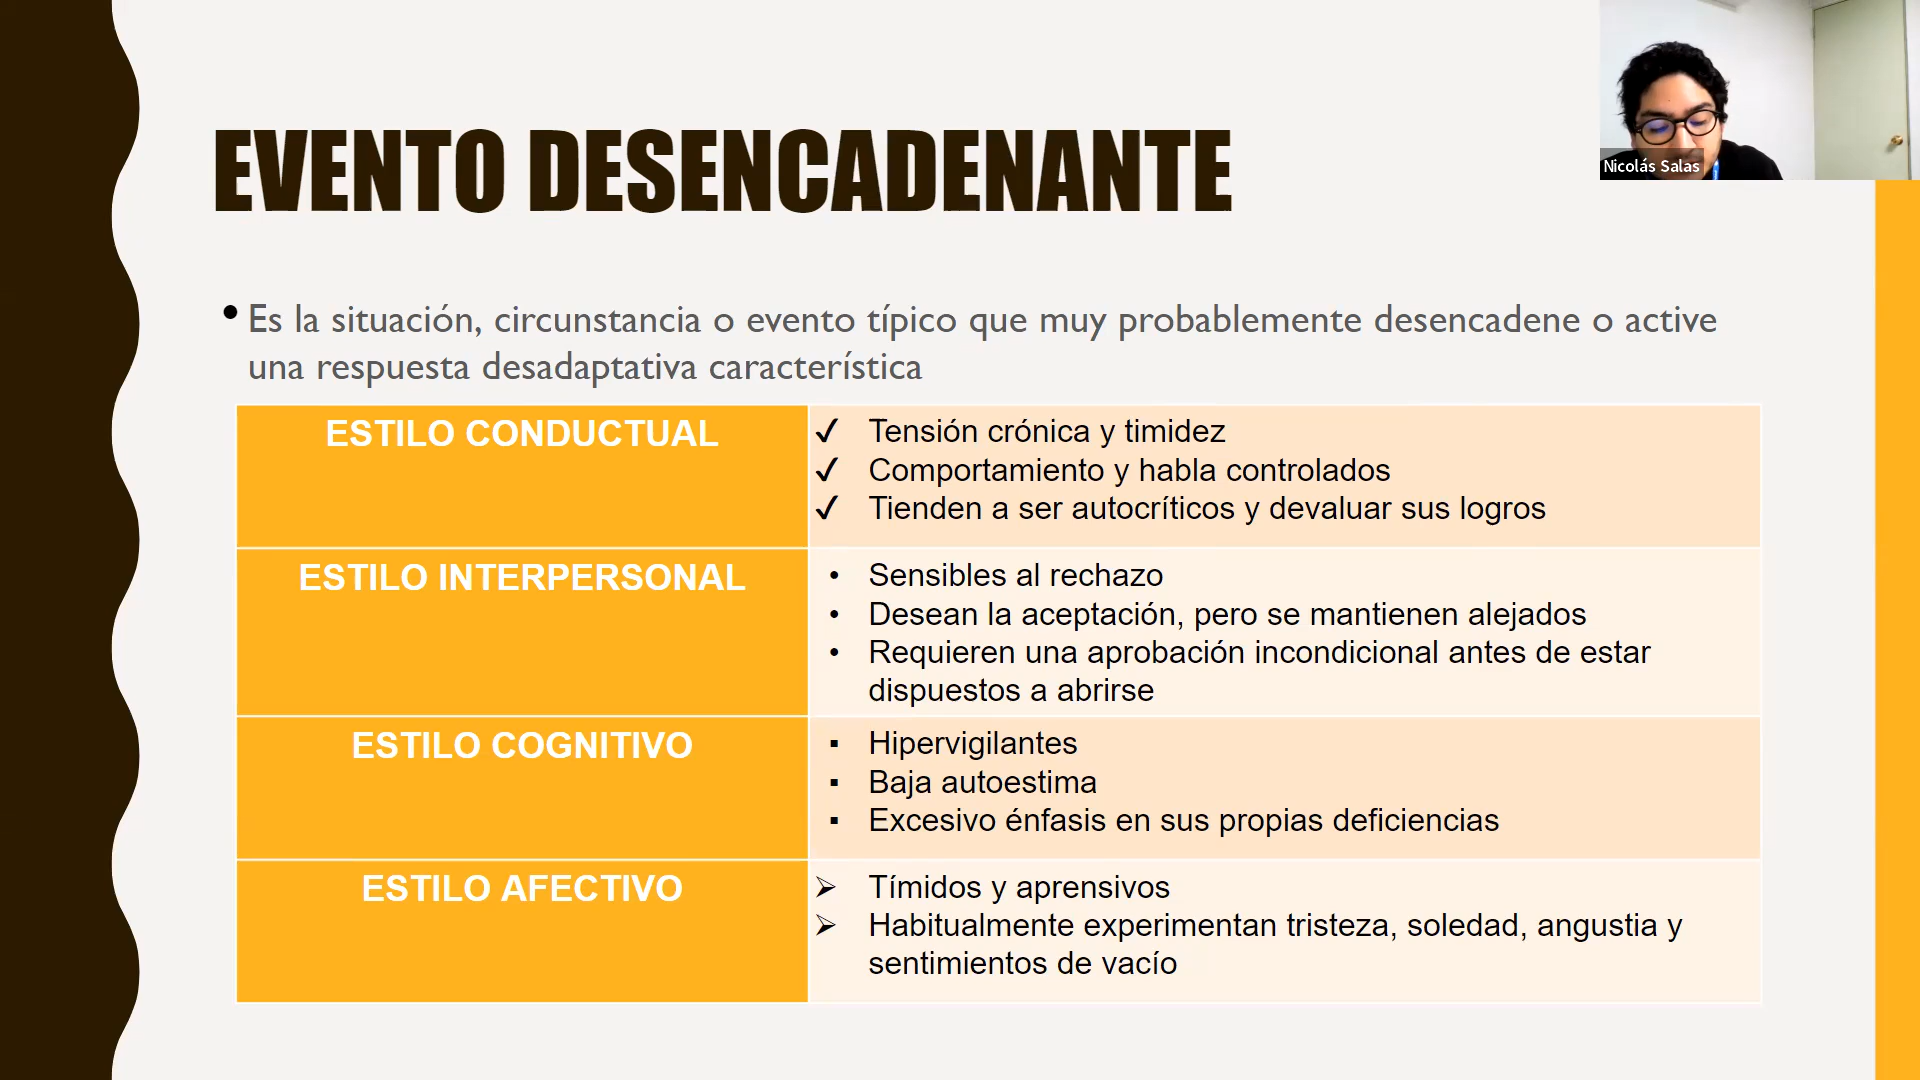 EVENTO DESENCADENANTE
Nicolás Salas
• Es la situación, circunstancia o evento típico que muy probablemente desencadene o active
una respuesta desadaptativa característica
ESTILO CONDUCTUAL
✓ Tensión crónica y timidez
✓ Comportamiento y habla controlados
✓ Tienden a ser autocríticos y devaluar sus logros
ESTILO INTERPERSONAL
• Sensibles al rechazo
• Desean la aceptación, pero se mantienen alejados
• Requieren una aprobación incondicional antes de estar
dispuestos a abrirse
ESTILO COGNITIVO
▪ Hipervigilantes
▪ Baja autoestima
▪ Excesivo énfasis en sus propias deficiencias
ESTILO AFECTIVO
➢ Tímidos y aprensivos
➢ Habitualmente experimentan tristeza, soledad, angustia y
sentimientos de vacío